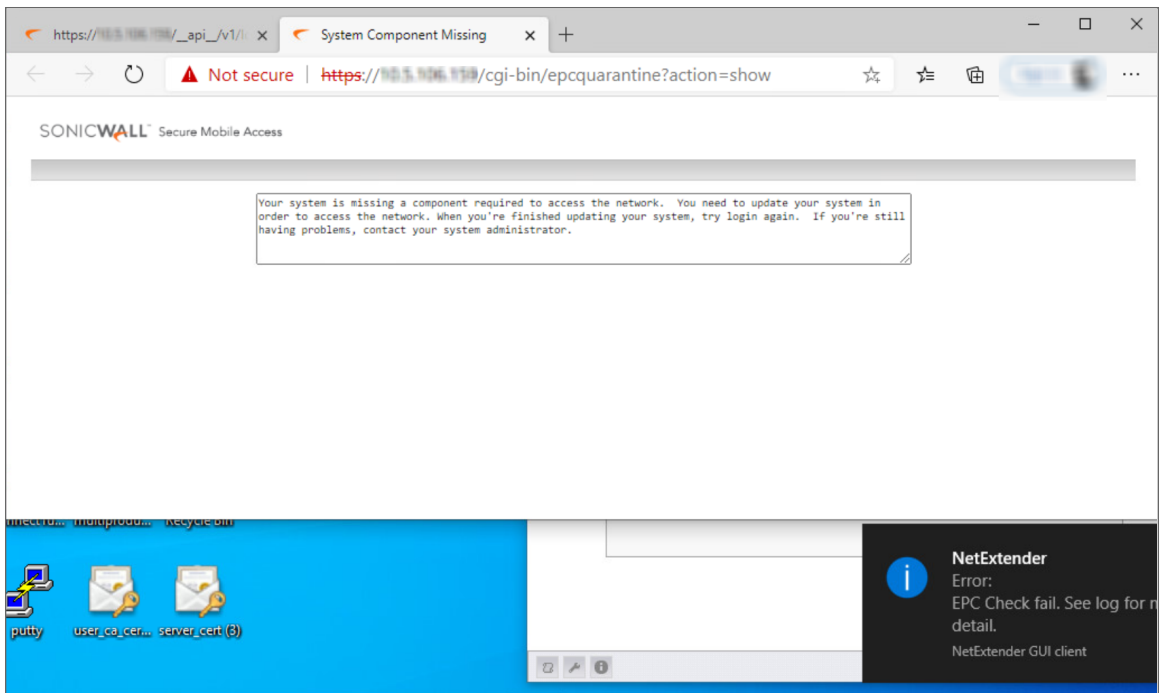 https:// /__api__/v1/
System Component Missing
Not secure | https:// /cgi-bin/epcquarantine?action=show
SONICWALL™ Secure Mobile Access
Your system is missing a component required to access the network.  You need to update your system in
order to access the network. When you're finished updating your system, try login again.  If you're still
having problems, contact your system administrator.
Recycle Bin
putty
user_ca_cer...
server_cert (3)
NetExtender
Error:
EPC Check fail. See log for
detail.
NetExtender GUI client